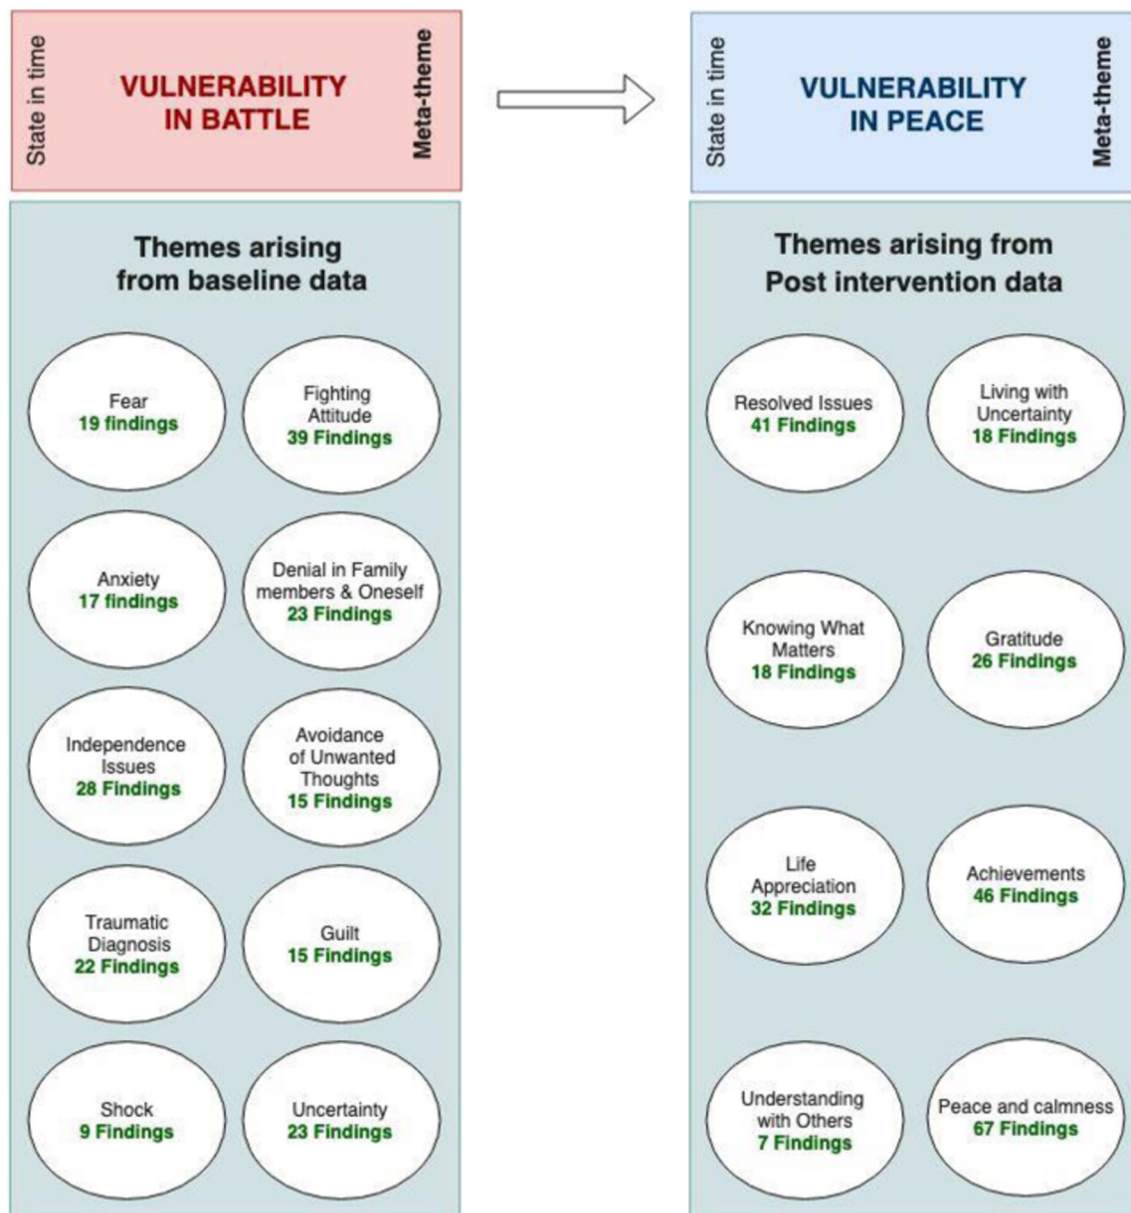 State in time
VULNERABILITY
IN BATTLE
Meta-theme
State in time
VULNERABILITY
IN PEACE
Meta-theme
Themes arising
from baseline data
Fear
19 findings
Fighting
Attitude
39 Findings
Anxiety
17 findings
Denial in Family
members & Oneself
23 Findings
Independence
Issues
28 Findings
Avoidance
of Unwanted
Thoughts
15 Findings
Traumatic
Diagnosis
22 Findings
Guilt
15 Findings
Shock
9 Findings
Uncertainty
23 Findings
Themes arising from
Post intervention data
Resolved Issues
41 Findings
Living with
Uncertainty
18 Findings
Knowing What
Matters
18 Findings
Gratitude
26 Findings
Life
Appreciation
32 Findings
Achievements
46 Findings
Understanding
with Others
7 Findings
Peace and calmness
67 Findings